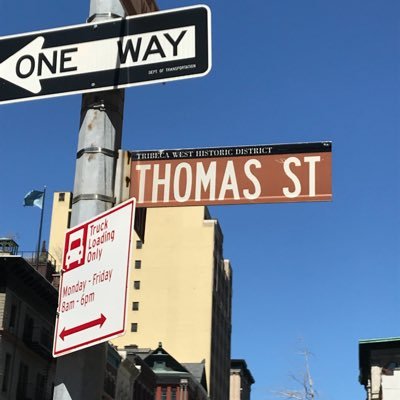 ONE WAY
DEPT OF TRANSPORTATION
TRIBECA WEST HISTORIC DISTRICT
THOMAS ST
Truck
Loading
Only
Monday - Friday
8am - 6pm